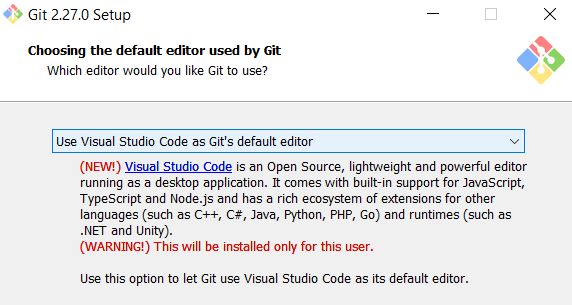 Git 2.27.0 Setup
Choosing the default editor used by Git
Which editor would you like Git to use?
Use Visual Studio Code as Git's default editor
(NEW!) Visual Studio Code is an Open Source, lightweight and powerful editor
running as a desktop application. It comes with built-in support for JavaScript,
TypeScript and Node.js and has a rich ecosystem of extensions for other
languages (such as C++, C#, Java, Python, PHP, Go) and runtimes (such as
.NET and Unity).
(WARNING!) This will be installed only for this user.
Use this option to let Git use Visual Studio Code as its default editor.